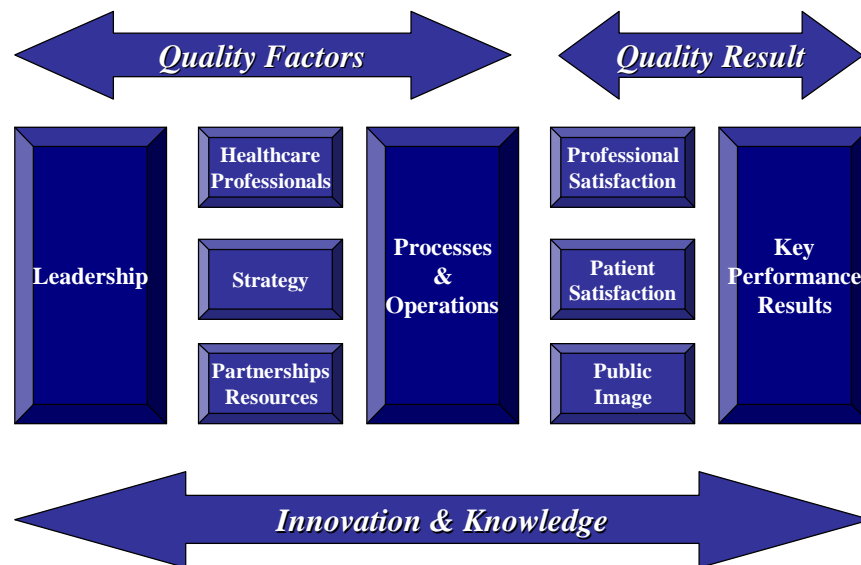 Quality Factors
Quality Result
Leadership
Healthcare
Professionals
Strategy
Partnerships
Resources
Processes
&
Operations
Professional
Satisfaction
Patient
Satisfaction
Public
Image
Key
Performance
Results
Innovation & Knowledge